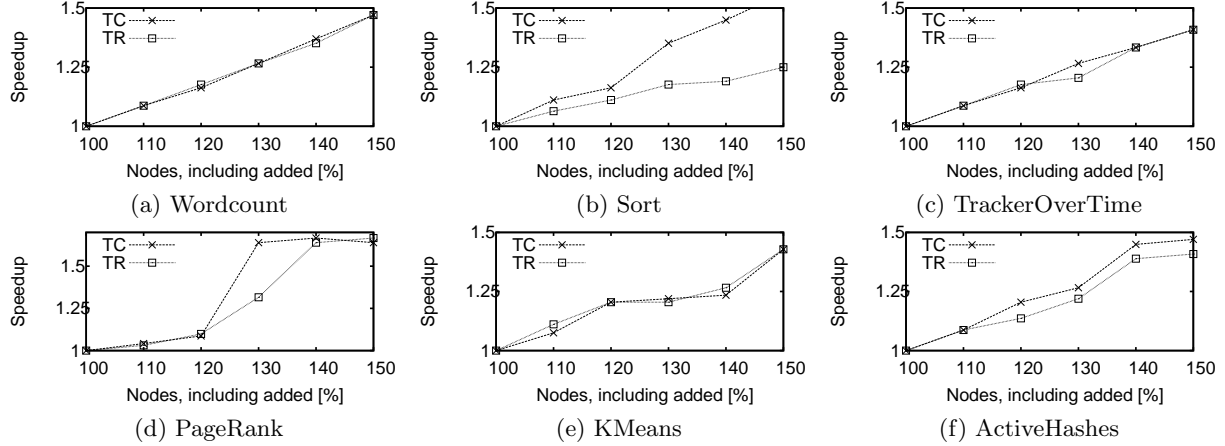 1.5
TC
TR
1.25
1
Speedup
100 110 120 130 140 150
Nodes, including added [%]
(a) Wordcount
1.5
TC
TR
1.25
1
Speedup
100 110 120 130 140 150
Nodes, including added [%]
(b) Sort
1.5
TC
TR
1.25
1
Speedup
100 110 120 130 140 150
Nodes, including added [%]
(c) TrackerOverTime
TC
1.5
TR
1.25
1
Speedup
100 110 120 130 140 150
Nodes, including added [%]
(d) PageRank
1.5
TC
TR
1.25
1
Speedup
100 110 120 130 140 150
Nodes, including added [%]
(e) KMeans
1.5
TC
TR
1.25
1
Speedup
100 110 120 130 140 150
Nodes, including added [%]
(f) ActiveHashes